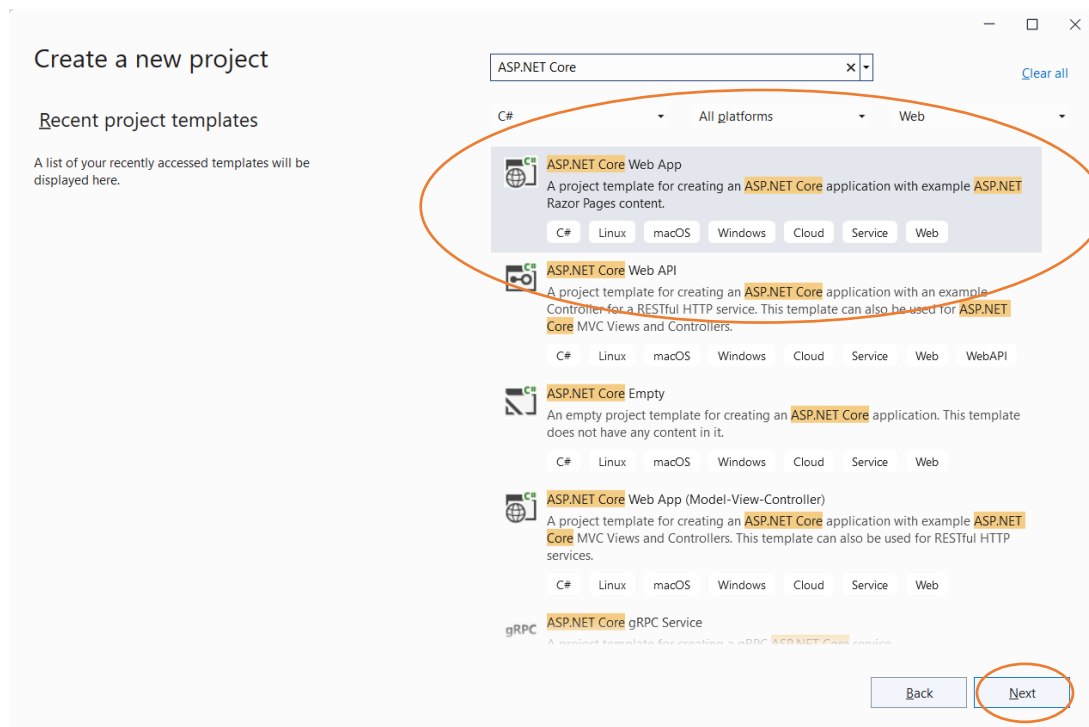 Create a new project
ASP.NET Core
Clear all
Recent project templates
C# All platforms Web
A list of your recently accessed templates will be
displayed here.
C#
ASP.NET Core Web App
A project template for creating an ASP.NET Core application with example ASP.NET
Razor Pages content.
C# Linux macOS Windows Cloud Service Web
C#
ASP.NET Core Web API
A project template for creating an ASP.NET Core application with an example
Controller for a RESTful HTTP service. This template can also be used for ASP.NET
Core MVC Views and Controllers.
C# Linux macOS Windows Cloud Service Web WebAPI
C#
ASP.NET Core Empty
An empty project template for creating an ASP.NET Core application. This template
does not have any content in it.
C# Linux macOS Windows Cloud Service Web
C#
ASP.NET Core Web App (Model-View-Controller)
A project template for creating an ASP.NET Core application with example ASP.NET
Core MVC Views and Controllers. This template can also be used for RESTful HTTP
services.
C# Linux macOS Windows Cloud Service Web
gRPC
ASP.NET Core gRPC Service
A project template for creating a gRPC ASP.NET Core service
Back Next